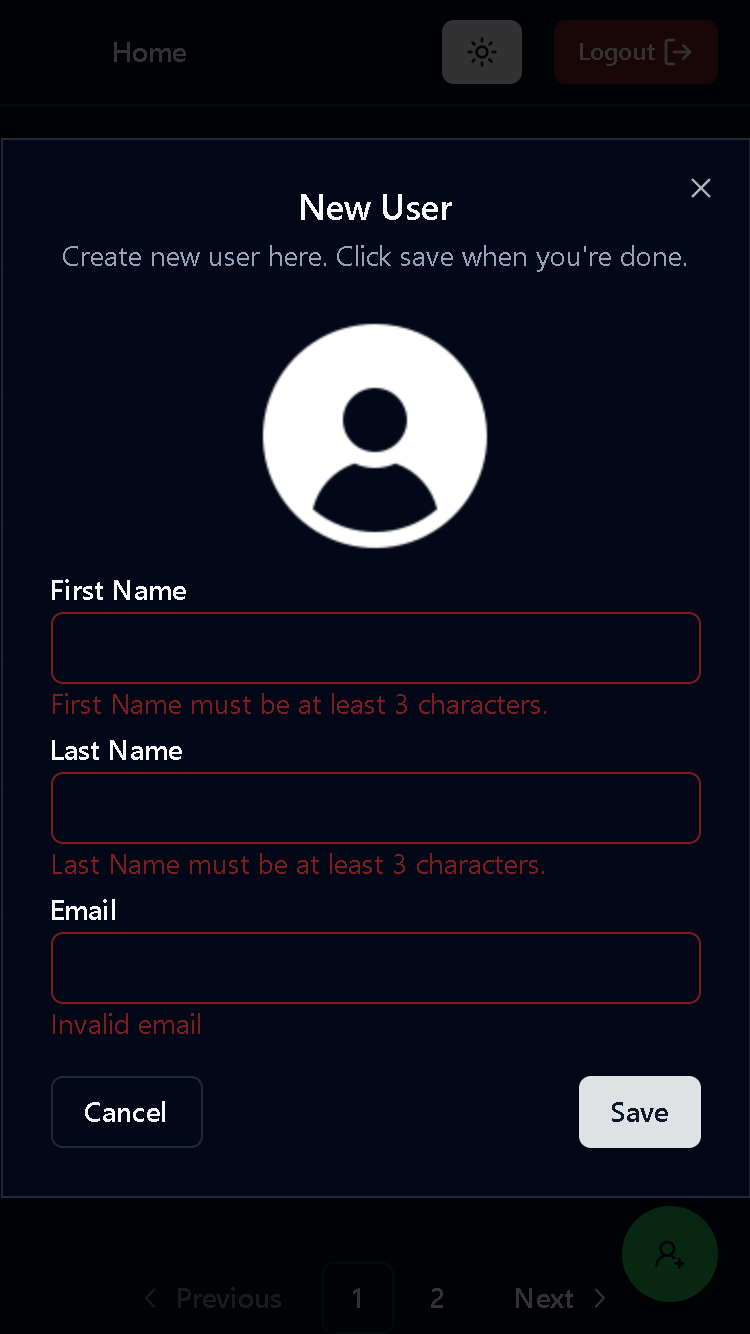 Home
Logout
New User
Create new user here. Click save when you're done.
First Name
First Name must be at least 3 characters.
Last Name
Last Name must be at least 3 characters.
Email
Invalid email
Cancel
Save
Previous
1
2
Next